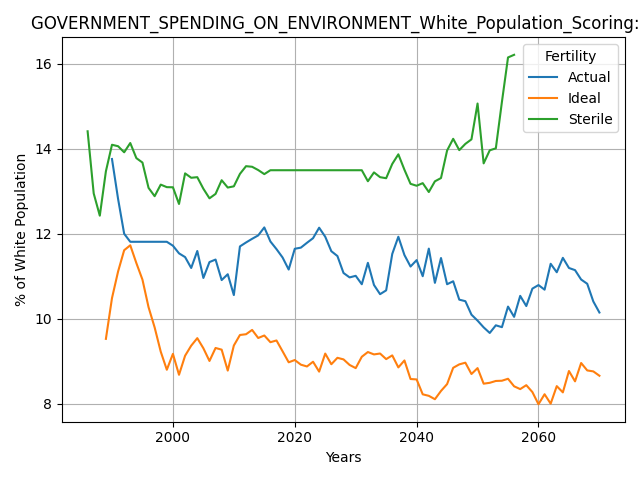 GOVERNMENT_SPENDING_ON_ENVIRONMENT_White_Population_Scoring:
Fertility
Actual
Ideal
Sterile
% of White Population
16
14
12
10
8
2000 2020 2040 2060
Years